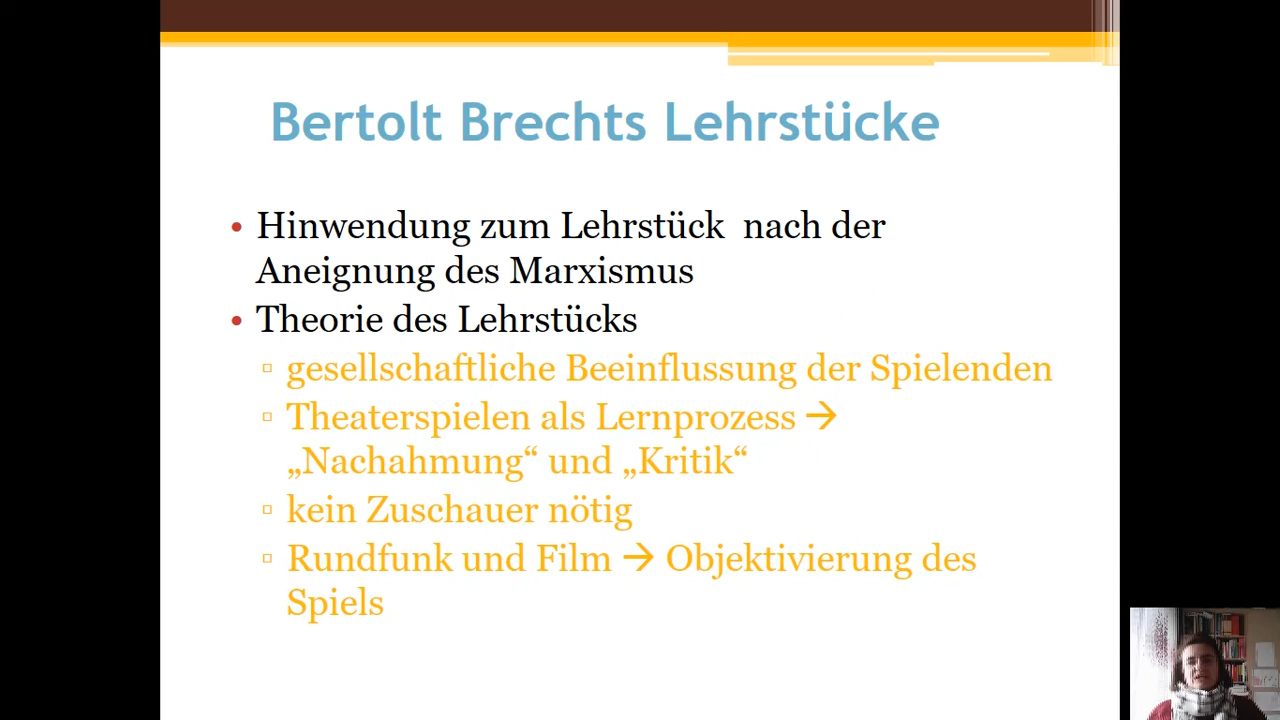 Bertolt Brechts Lehrstücke
• Hinwendung zum Lehrstück nach der
Aneignung des Marxismus
• Theorie des Lehrstücks
▫ gesellschaftliche Beeinflussung der Spielenden
▫ Theaterspielen als Lernprozess →
„Nachahmung“ und „Kritik“
▫ kein Zuschauer nötig
▫ Rundfunk und Film → Objektivierung des
Spiels